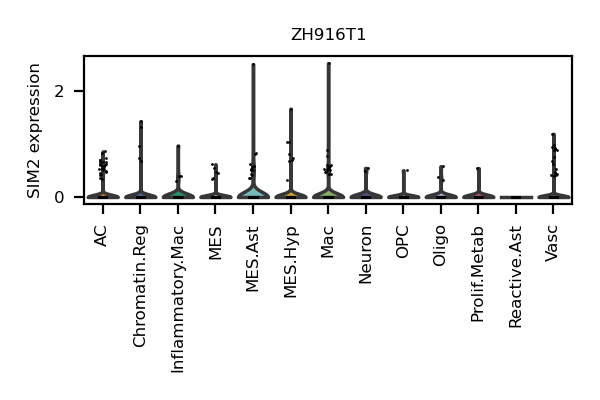 ZH916T1
SIM2 expression
2
0
AC
Chromatin.Reg
Inflammatory.Mac
MES
MES.Ast
MES.Hyp
Mac
Neuron
OPC
Oligo
Prolif.Metab
Reactive.Ast
Vasc